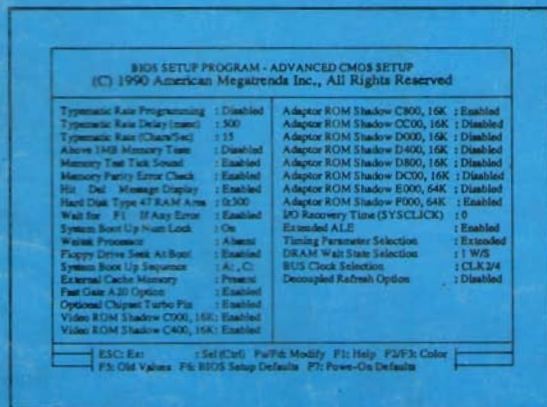 BIOS SETUP PROGRAM - ADVANCED CMOS SETUP
(C) 1990 American Megatrends Inc., All Rights Reserved
Typematic Rate Programming : Disabled
Typematic Rate Delay (msec) : 500
Typematic Rate (Chars/Sec) : 15
Above 1MB Memory Test : Disabled
Memory Test Tick Sound : Enabled
Memory Parity Error Check : Enabled
Hit Del Message Display : Enabled
Hard Disk Type 47 RAM Area : 0:300
Wait for F1 If Any Error : Enabled
System Boot Up Num Lock : On
Weitek Processor : Absent
Floppy Drive Seek At Boot : Enabled
System Boot Up Sequence : A:, C:
External Cache Memory : Present
Fast Gate A20 Option : Enabled
Optional Chipset Turbo Pin : Enabled
Video ROM Shadow C000, 16K: Enabled
Video ROM Shadow C400, 16K: Enabled
Adaptor ROM Shadow C800, 16K : Enabled
Adaptor ROM Shadow CC00, 16K : Disabled
Adaptor ROM Shadow D000, 16K : Disabled
Adaptor ROM Shadow D400, 16K : Disabled
Adaptor ROM Shadow D800, 16K : Disabled
Adaptor ROM Shadow DC00, 16K : Disabled
Adaptor ROM Shadow E000, 64K : Disabled
Adaptor ROM Shadow F000, 64K : Enabled
I/O Recovery Time (SYSCLICK) : 0
Extended ALE : Enabled
Timing Parameter Selection : Extended
DRAM Wait State Selection : 1 W/S
BUS Clock Selection : CLK2/4
Decoupled Refresh Option : Disabled
ESC: Exit : Sel (Ctrl) Pu/Pd: Modify F1: Help F2/F3: Color
F5: Old Values F6: BIOS Setup Defaults F7: Powe-On Defaults